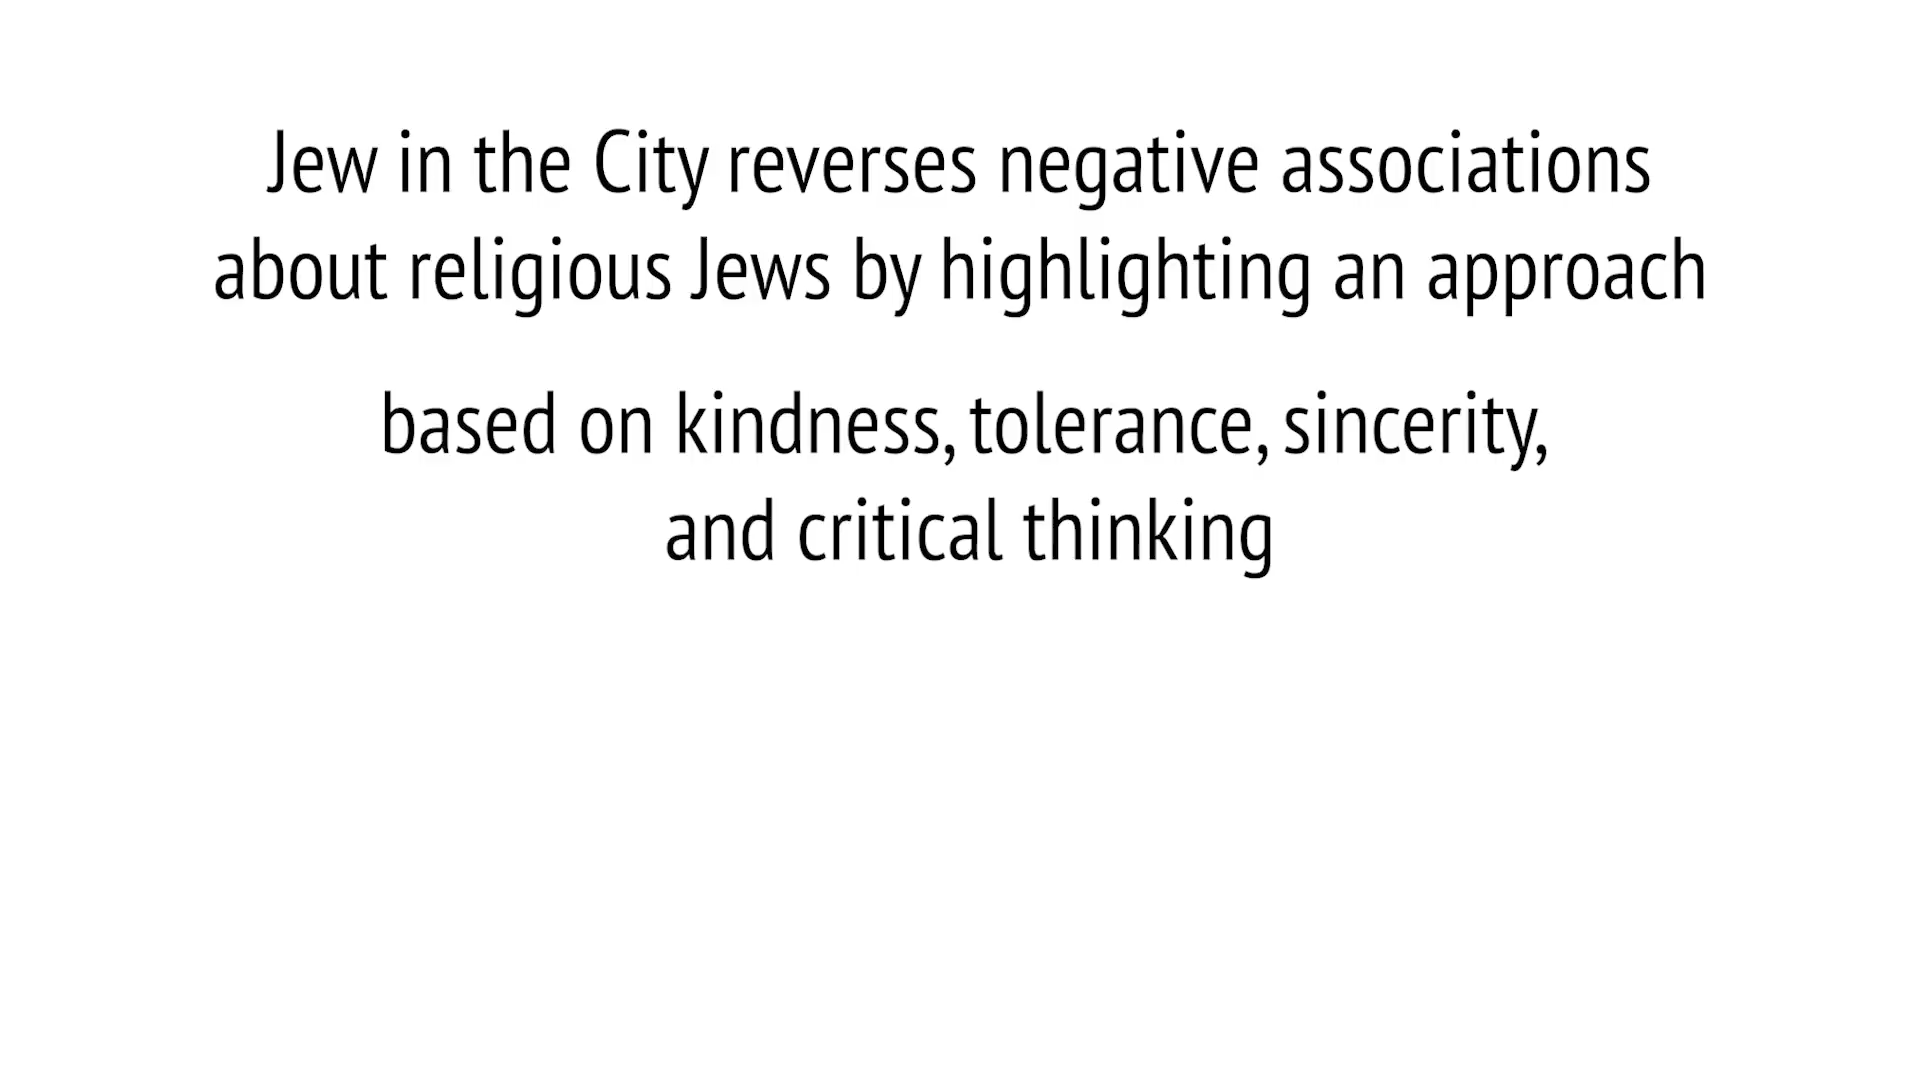 Jew in the City reverses negative associations
about religious Jews by highlighting an approach
based on kindness, tolerance, sincerity,
and critical thinking